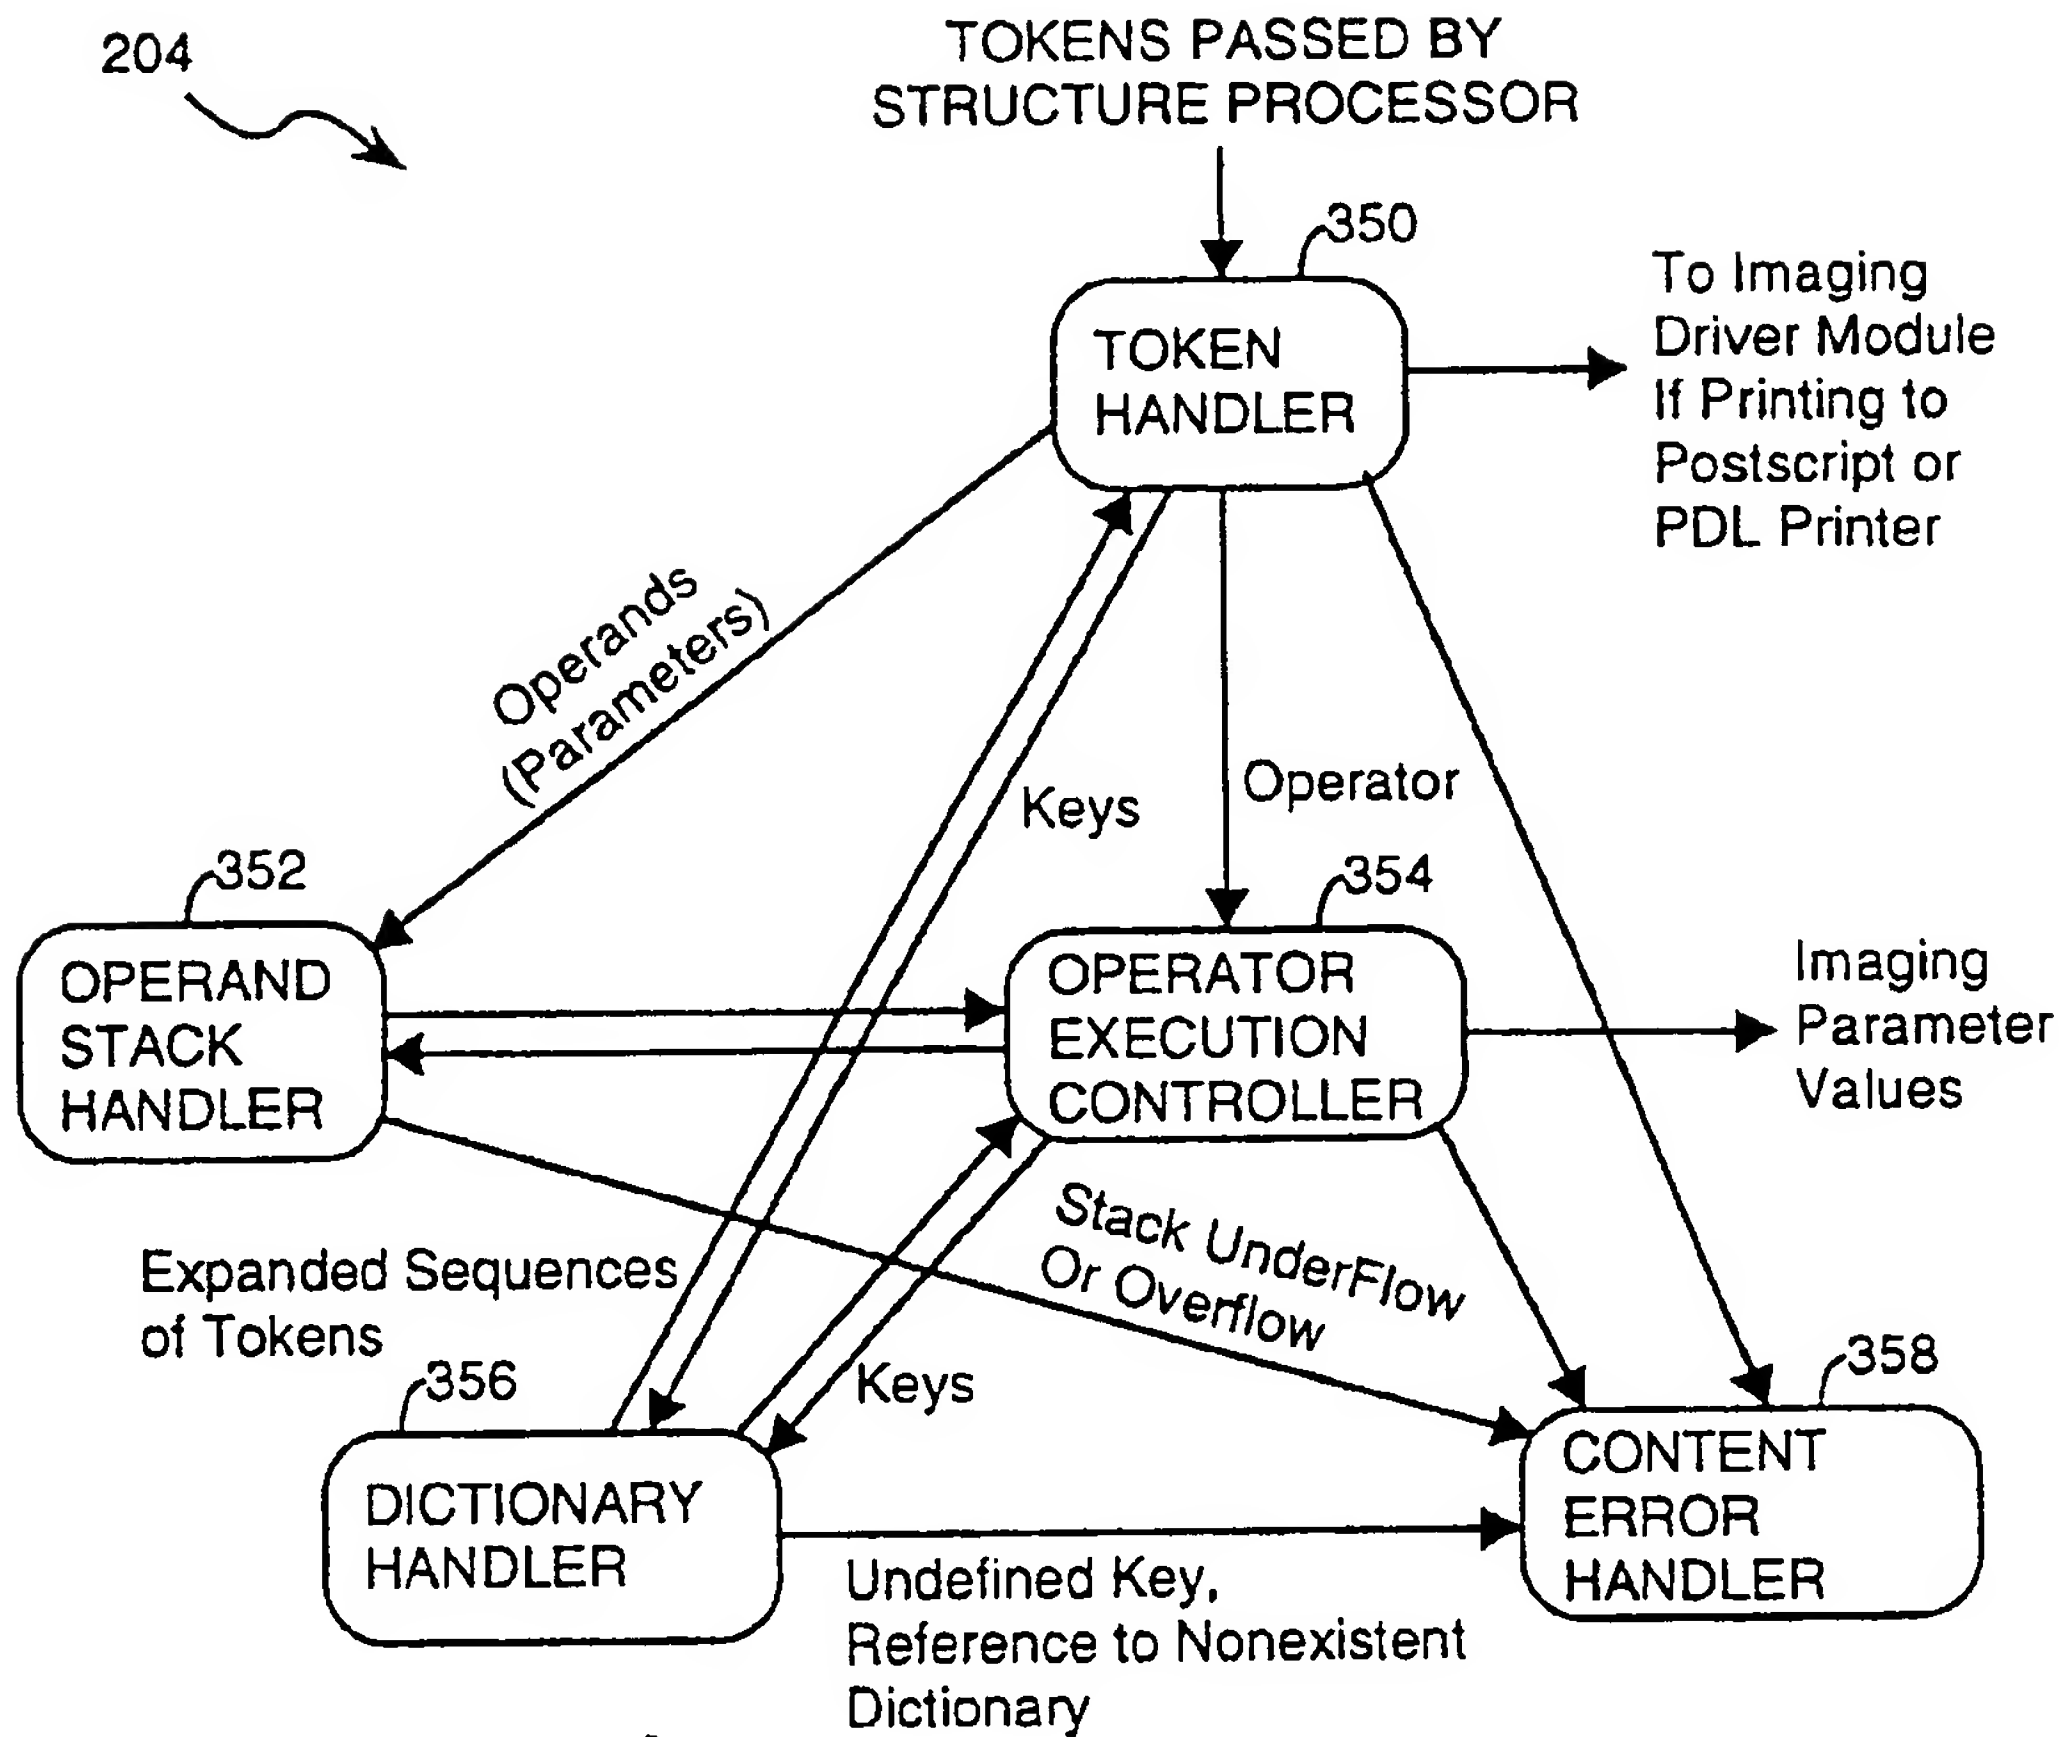 204
TOKENS PASSED BY
STRUCTURE PROCESSOR
350
TOKEN
HANDLER
To Imaging
Driver Module
If Printing to
Postscript or
PDL Printer
Operands
(Parameters)
Keys
Operator
352
OPERAND
STACK
HANDLER
354
OPERATOR
EXECUTION
CONTROLLER
Imaging
Parameter
Values
Stack UnderFlow
Or Overflow
Expanded Sequences
of Tokens
356
DICTIONARY
HANDLER
Keys
358
CONTENT
ERROR
HANDLER
Undefined Key,
Reference to Nonexistent
Dictionary